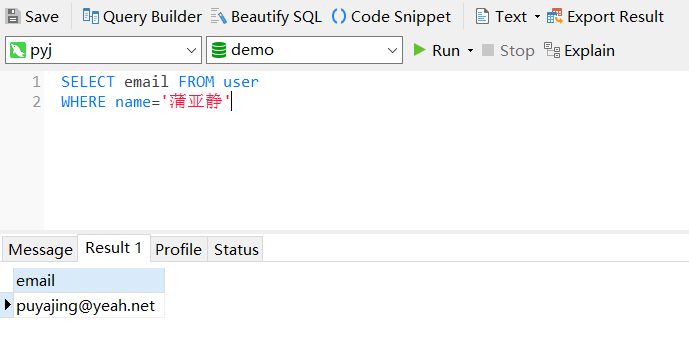 Save Query Builder Beautify SQL Code Snippet Text Export Result
pyj demo Run Stop Explain
1 SELECT email FROM user
2 WHERE name='蒲亚静'
Message Result 1 Profile Status
email
puyajing@yeah.net